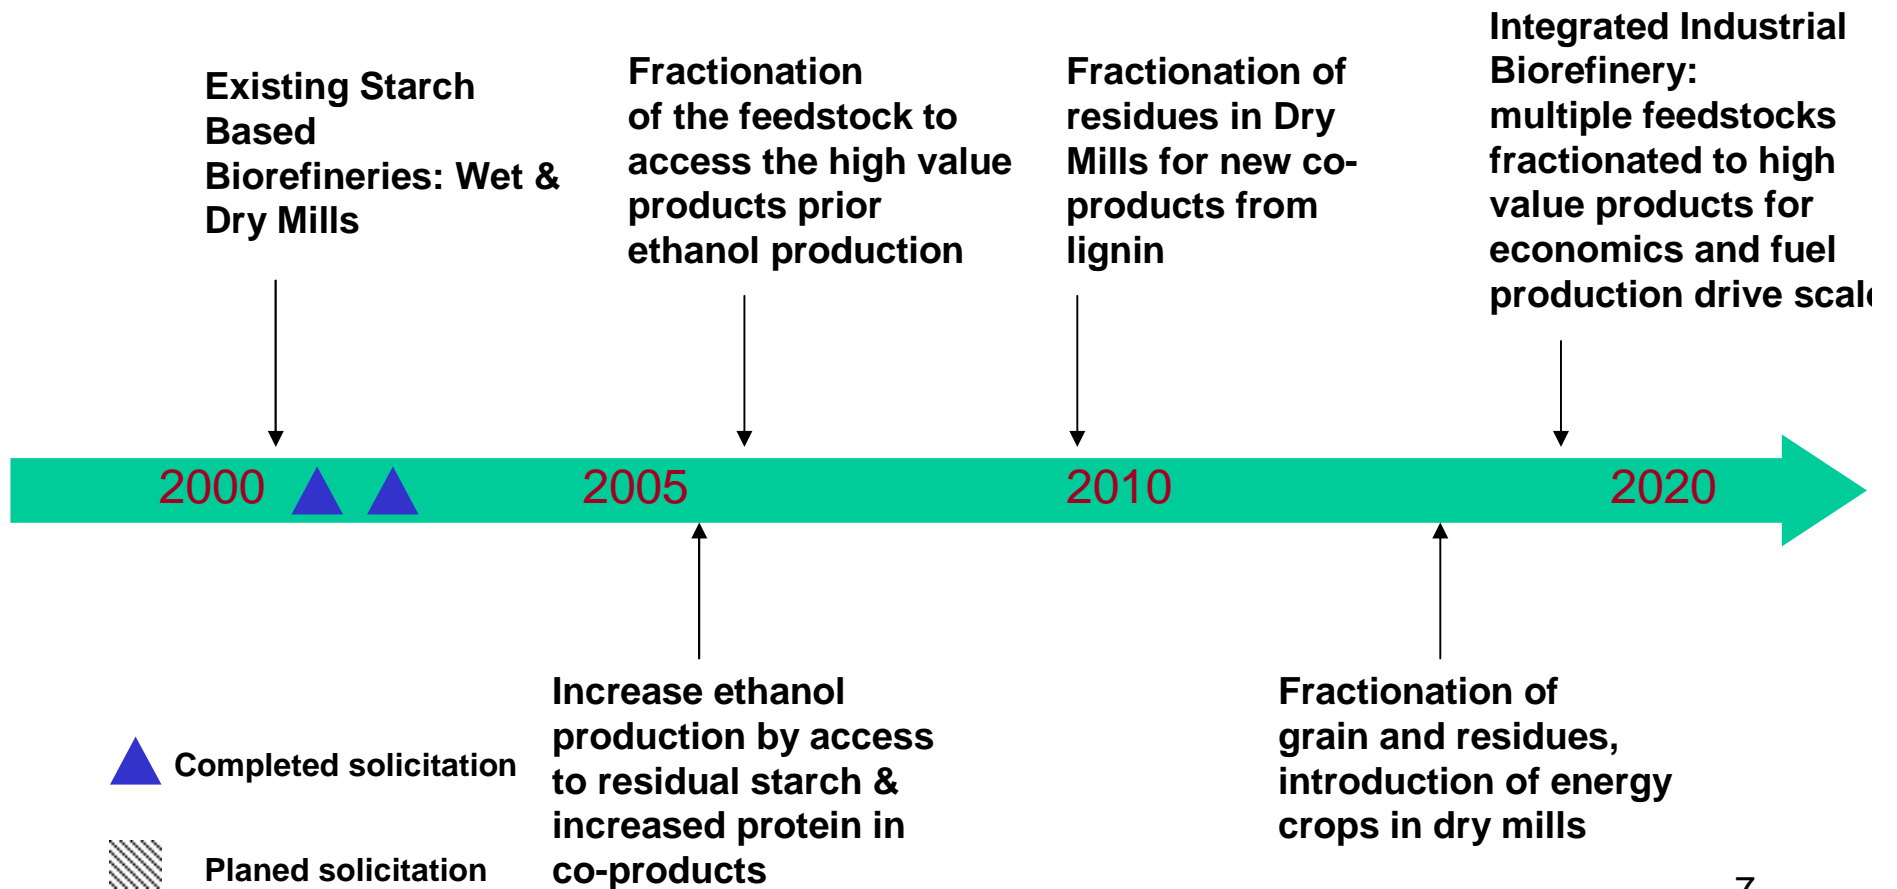 Existing Starch
Based
Biorefineries: Wet &
Dry Mills
Fractionation
of the feedstock to
access the high value
products prior
ethanol production
Fractionation of
residues in Dry
Mills for new co-
products from
lignin
Integrated Industrial
Biorefinery:
multiple feedstocks
fractionated to high
value products for
economics and fuel
production drive scale
2000
2005
2010
2020
Increase ethanol
production by access
to residual starch &
increased protein in
co-products
Fractionation of
grain and residues,
introduction of energy
crops in dry mills
Completed solicitation
Planed solicitation
7